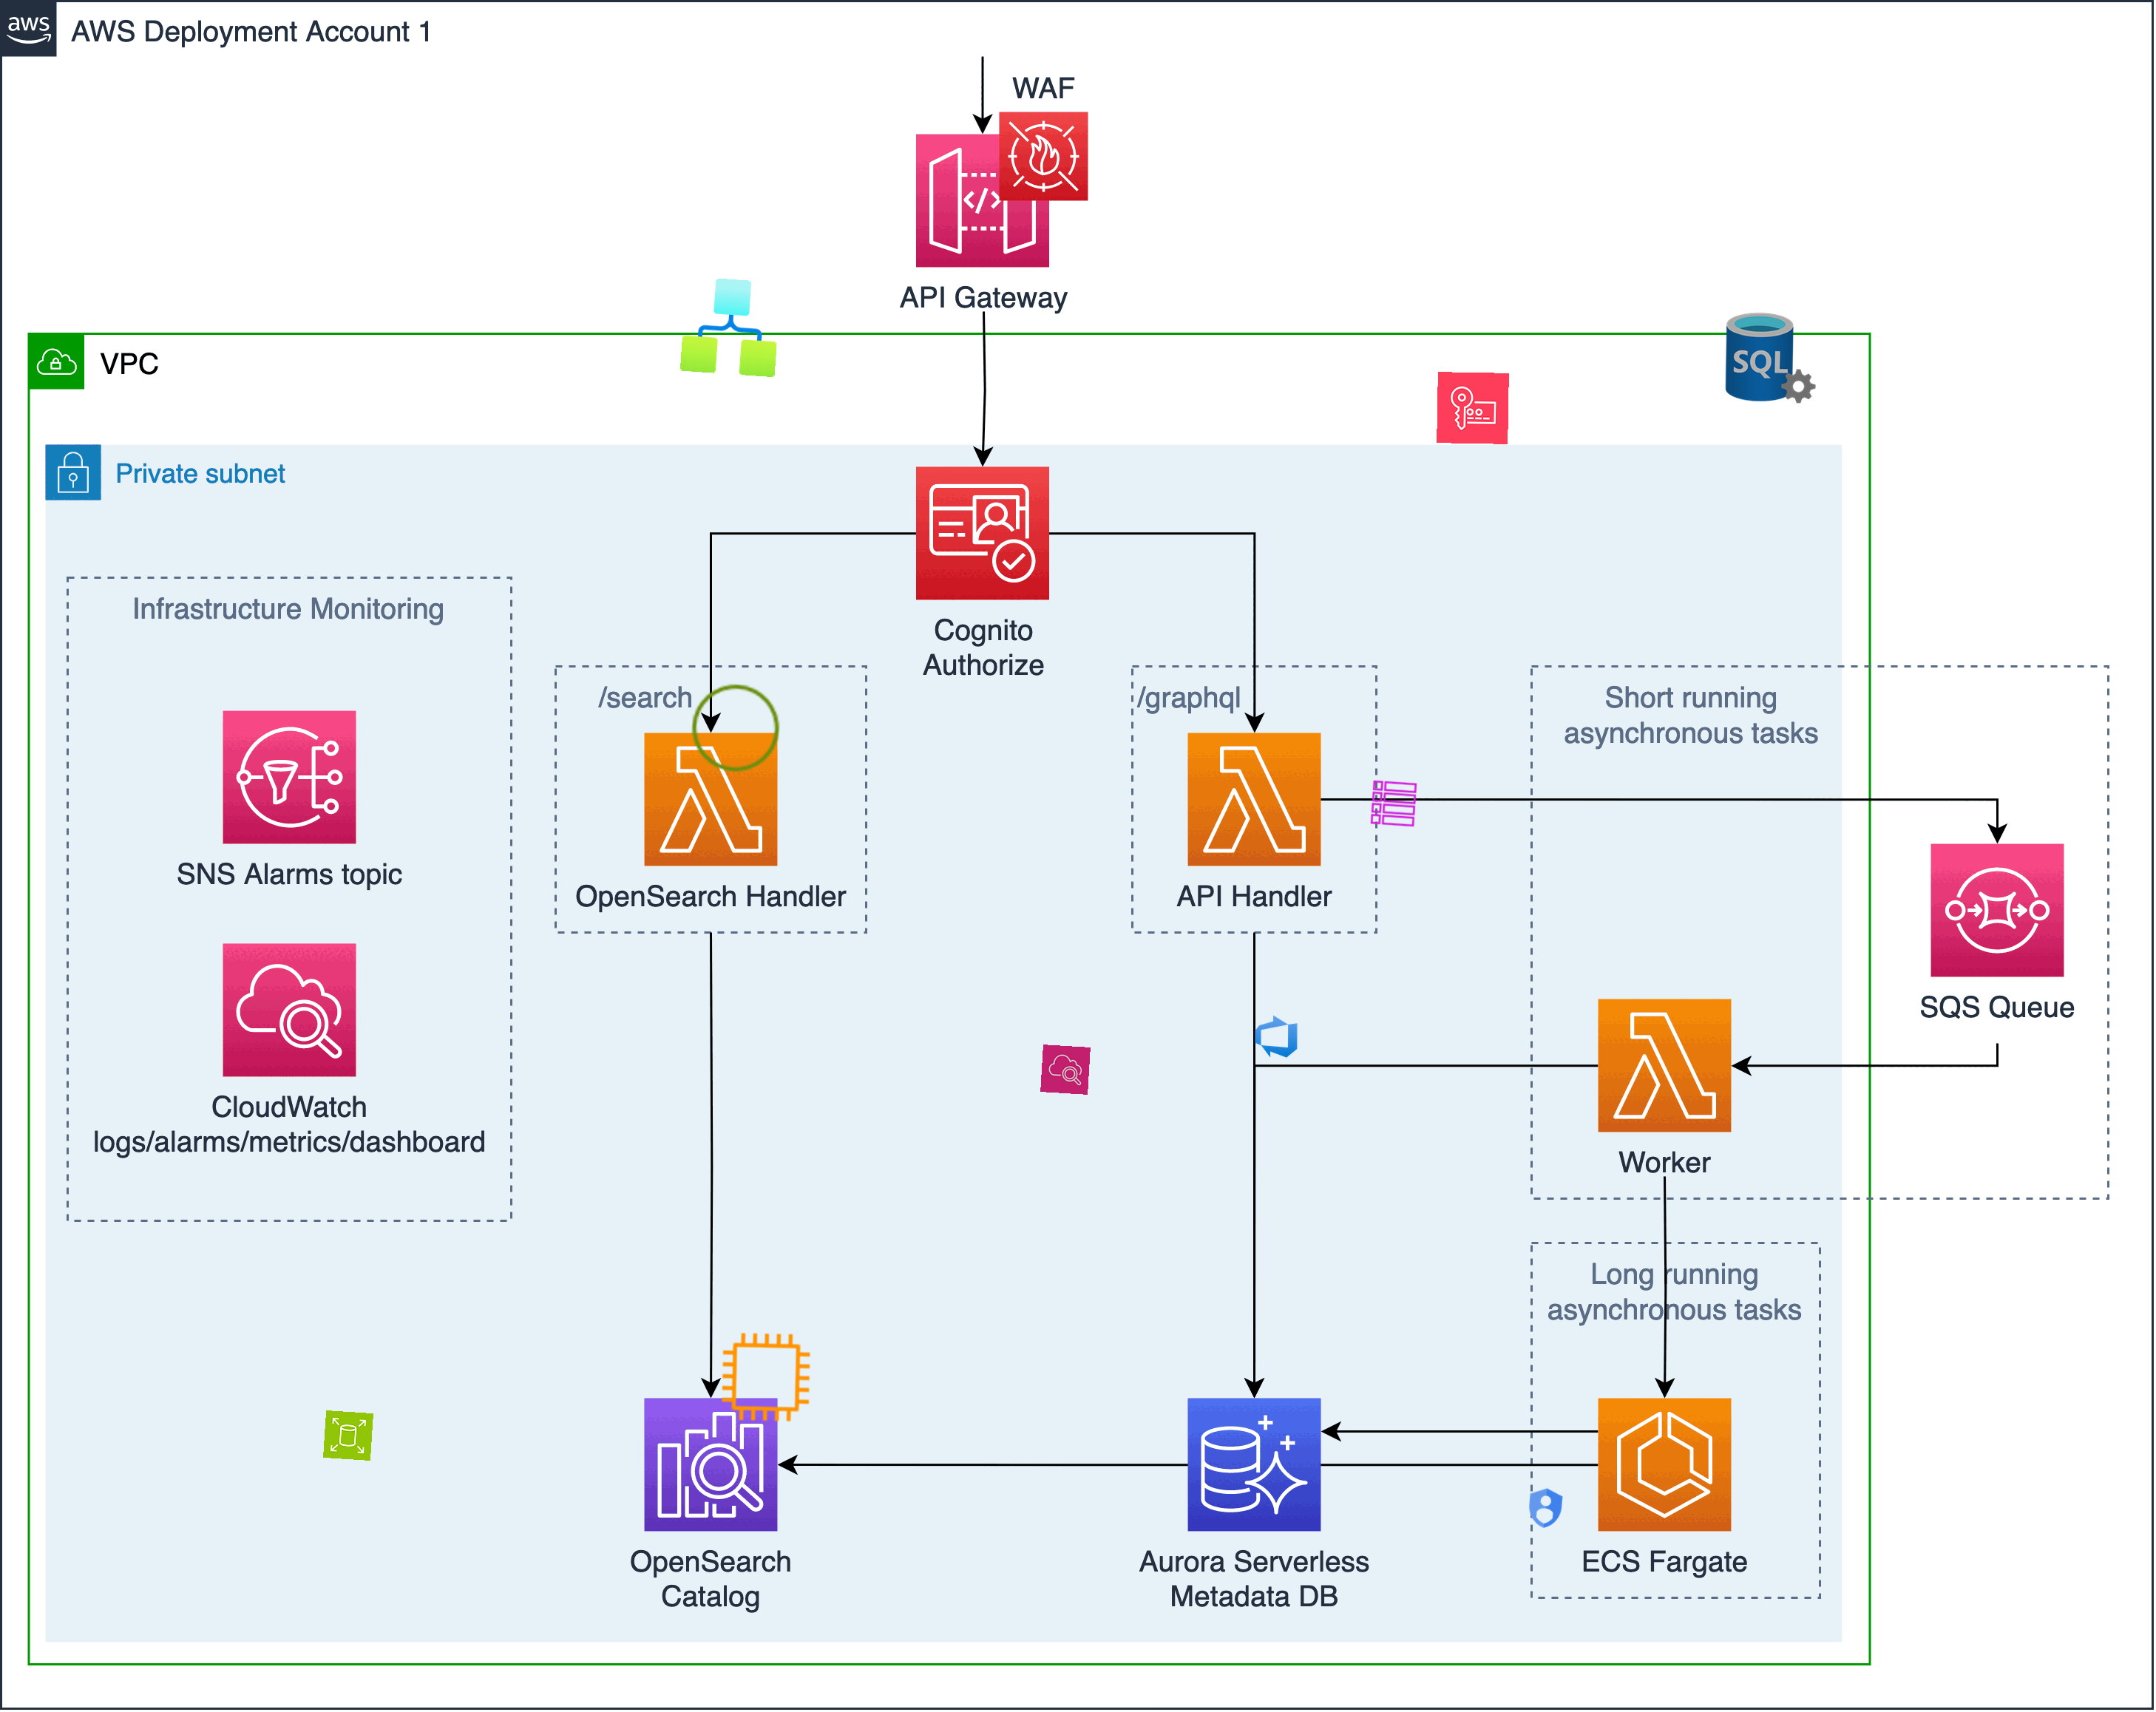 aws
AWS Deployment Account 1
WAF
API Gateway
VPC
SQL
Private subnet
Cognito
Authorize
Infrastructure Monitoring
/search
/graphql
Short running
asynchronous tasks
SNS Alarms topic
OpenSearch Handler
API Handler
SQS Queue
CloudWatch
logs/alarms/metrics/dashboard
Worker
Long running
asynchronous tasks
OpenSearch
Catalog
Aurora Serverless
Metadata DB
ECS Fargate